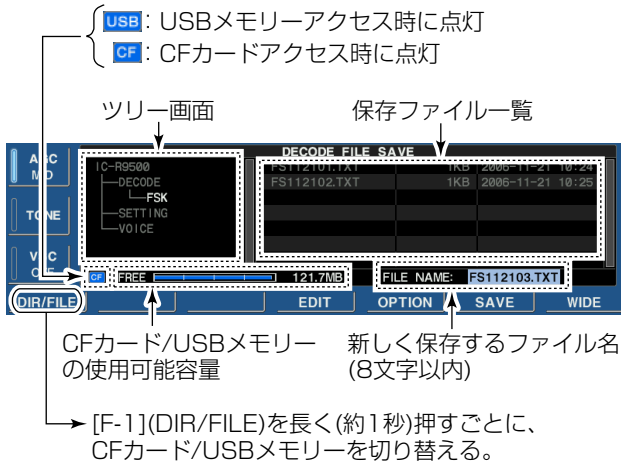 USB：USBメモリーアクセス時に点灯
CF：CFカードアクセス時に点灯
ツリー画面
保存ファイル一覧
DECODE FILE SAVE
AGC
MD
IC-R9500
DECODE
FSK
SETTING
VOICE
FS112101.TXT 1KB 2006-11-21 10:24
FS112102.TXT 1KB 2006-11-21 10:25
TONE
CF FREE 121.7MB
FILE NAME: FS112103.TXT
DIR/FILE EDIT OPTION SAVE WIDE
CFカード/USBメモリー
の使用可能容量
新しく保存するファイル名
(8文字以内)
[F-1](DIR/FILE)を長く(約1秒)押すごとに、
CFカード/USBメモリーを切り替える。